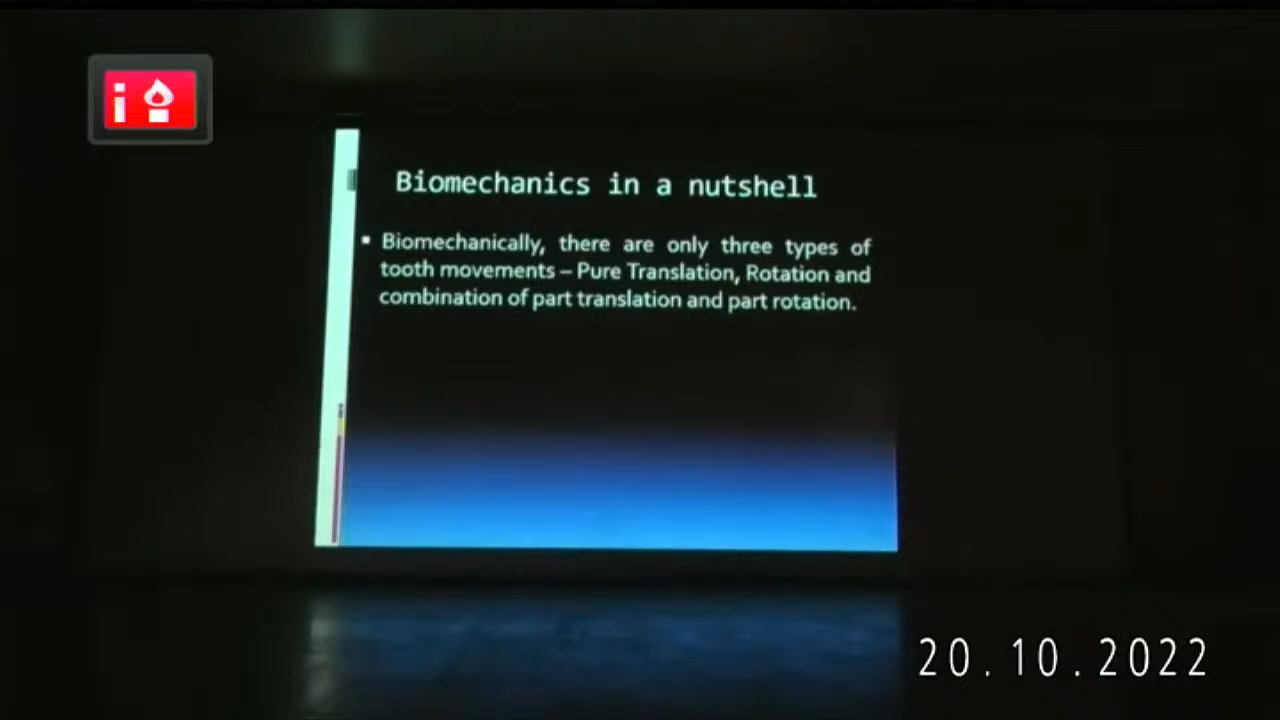 Biomechanics in a nutshell
▪ Biomechanically, there are only three types of
tooth movements – Pure Translation, Rotation and
combination of part translation and part rotation.
20.10.2022